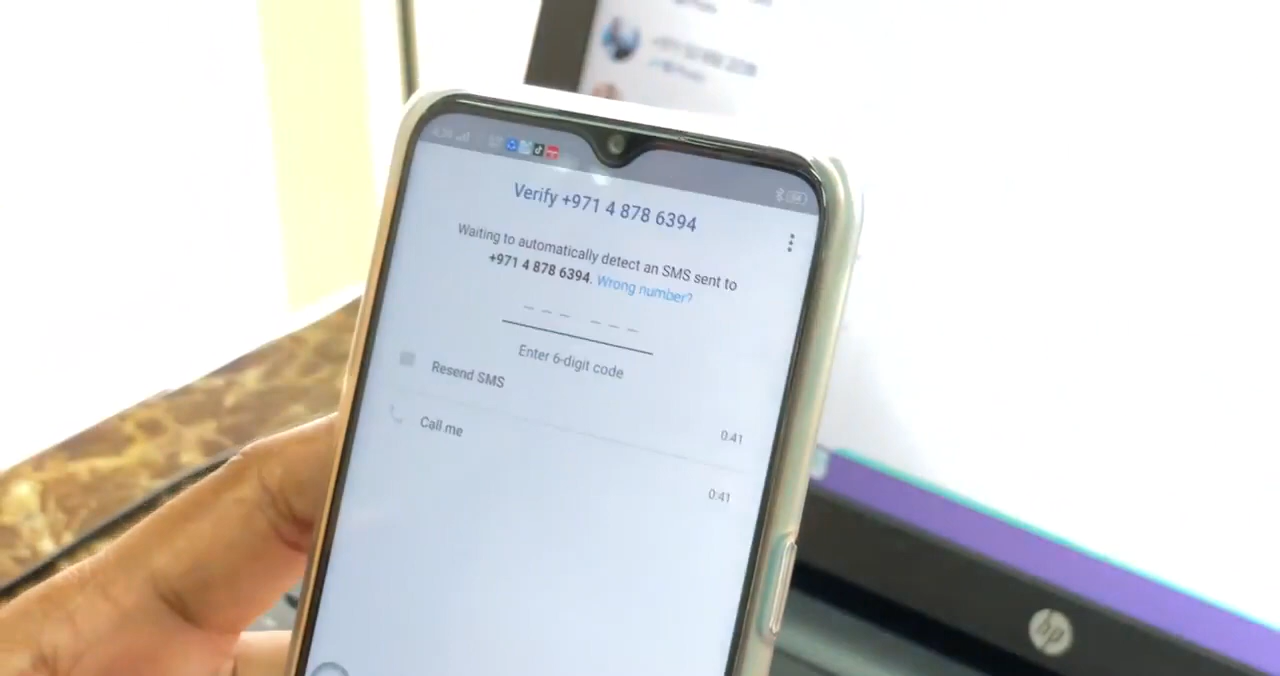 Verify +971 4 878 6394
Waiting to automatically detect an SMS sent to
+971 4 878 6394. Wrong number?
Enter 6-digit code
Resend SMS
0:41
Call me
0:41
hp